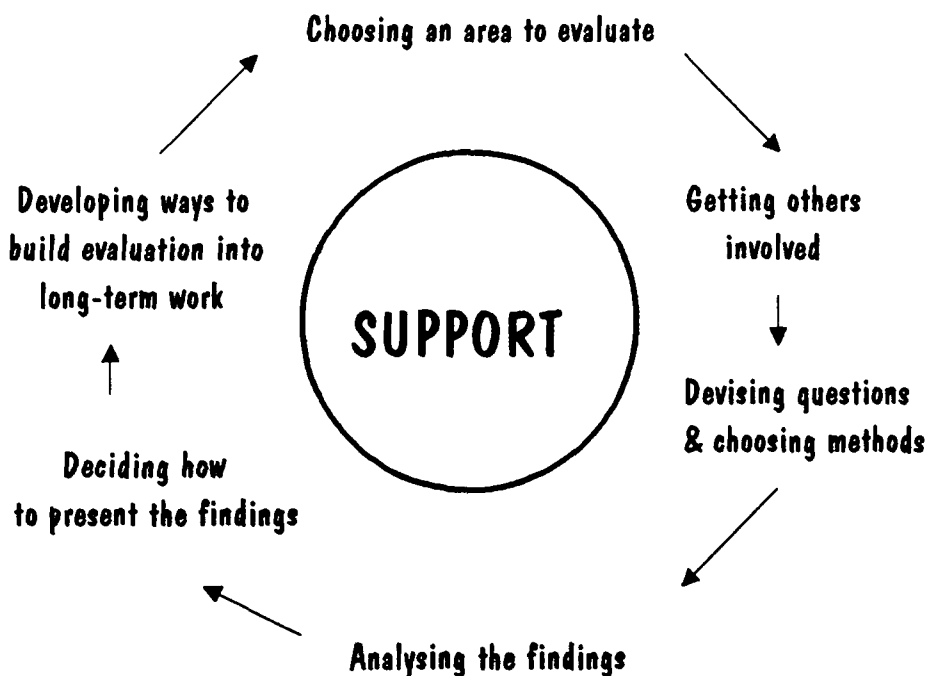 Choosing an area to evaluate
Getting others
involved
Devising questions
& choosing methods
Analysing the findings
Deciding how
to present the findings
Developing ways to
build evaluation into
long-term work
SUPPORT